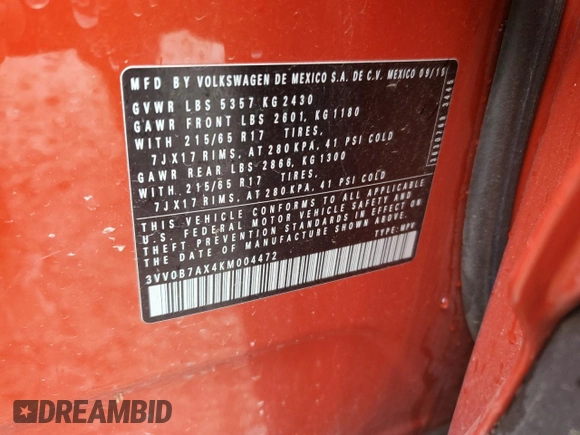 MFD BY VOLKSWAGEN DE MEXICO S.A. DE C.V. MEXICO 09/15
GVWR LBS 5357 KG 2430
GAWR FRONT LBS 2601, KG 1180
WITH 215/65 R17 TIRES,
7JX17 RIMS, AT 280 KPA, 41 PSI COLD
GAWR REAR LBS 2866, KG 1300
WITH 215/65 R17 TIRES,
7JX17 RIMS, AT 280 KPA, 41 PSI COLD
THIS VEHICLE CONFORMS TO ALL APPLICABLE
U.S. FEDERAL MOTOR VEHICLE SAFETY AND
THEFT PREVENTION STANDARDS IN EFFECT
ON THE DATE OF MANUFACTURE SHOWN ABOVE.
3VV0B7AX4KM004472 TYPE: MPV
DREAMBID